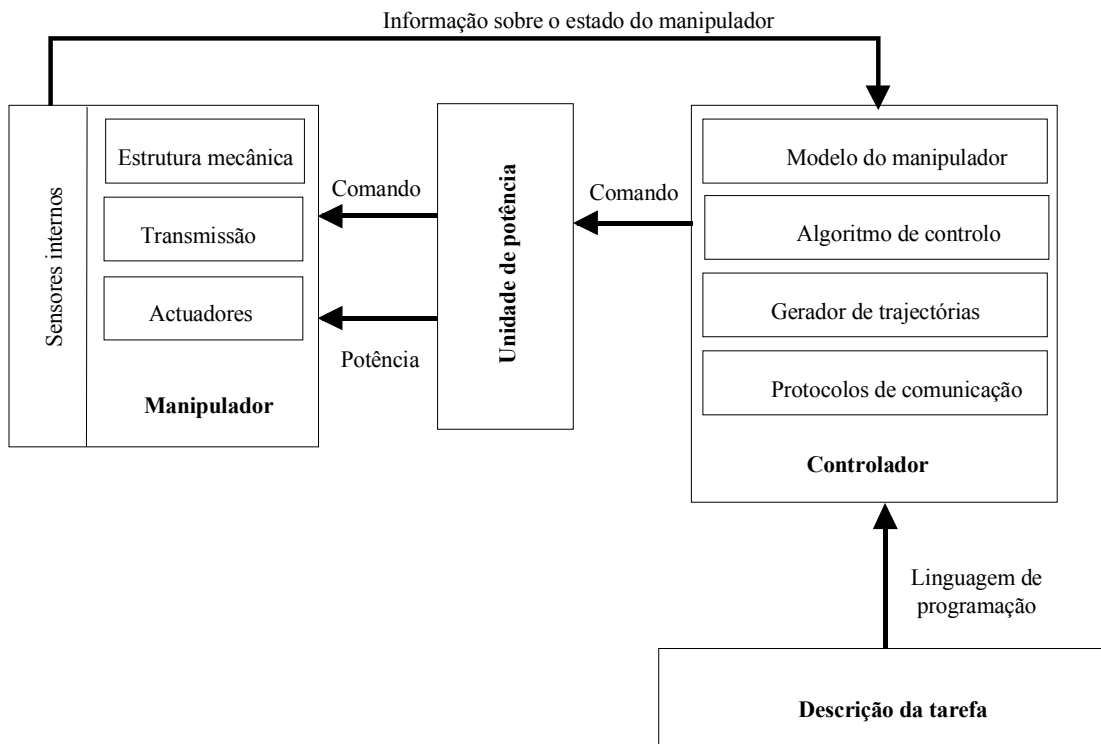 Informação sobre o estado do manipulador
Sensores internos
Estrutura mecânica
Transmissão
Actuadores
Manipulador
Comando
Potência
Unidade de potência
Comando
Modelo do manipulador
Algoritmo de controlo
Gerador de trajectórias
Protocolos de comunicação
Controlador
Linguagem de
programação
Descrição da tarefa